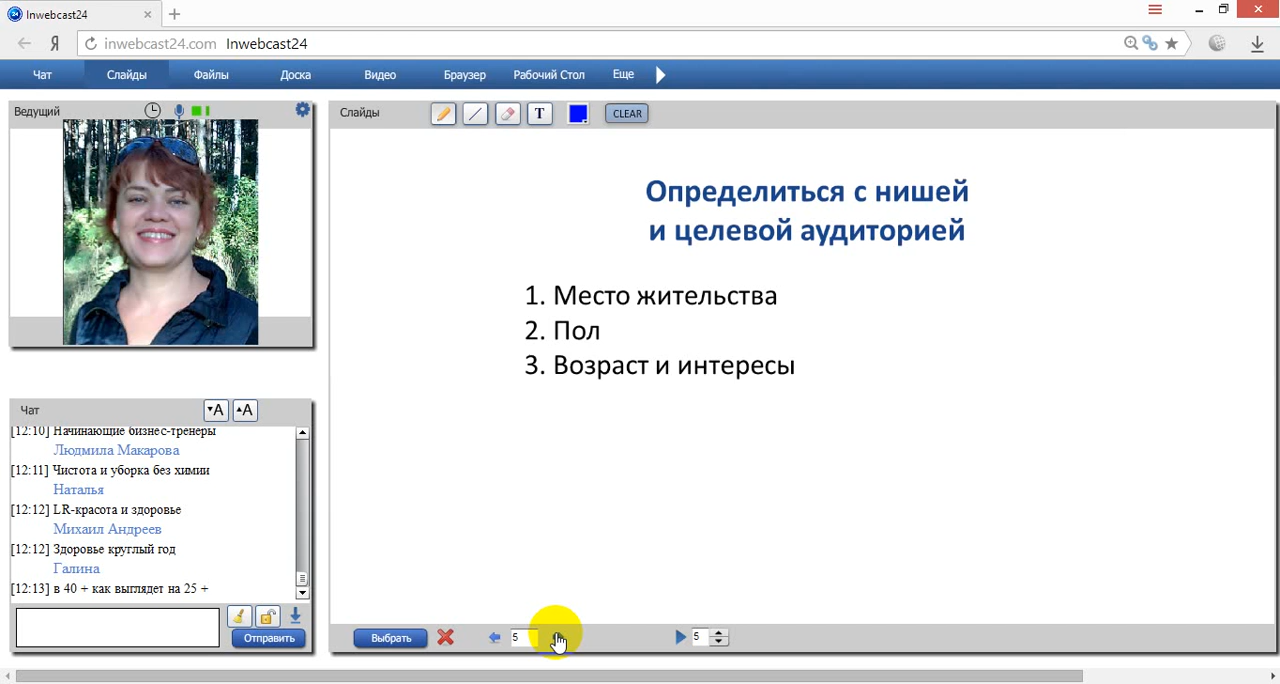 Inwebcast24
Я
inwebcast24.com Inwebcast24
Чат Слайды Файлы Доска Видео Браузер Рабочий Стол Еще
Ведущий
Слайды
T
CLEAR
Определиться с нишей
и целевой аудиторией
1. Место жительства
2. Пол
3. Возраст и интересы
Чат
A A
[12:10] Начинающие бизнес-тренеры
Людмила Макарова
[12:11] Чистота и уборка без химии
Наталья
[12:12] LR-красота и здоровье
Михаил Андреев
[12:12] Здоровье круглый год
Галина
[12:13] в 40 + как выглядет на 25 +
Отправить
Выбрать
5
5